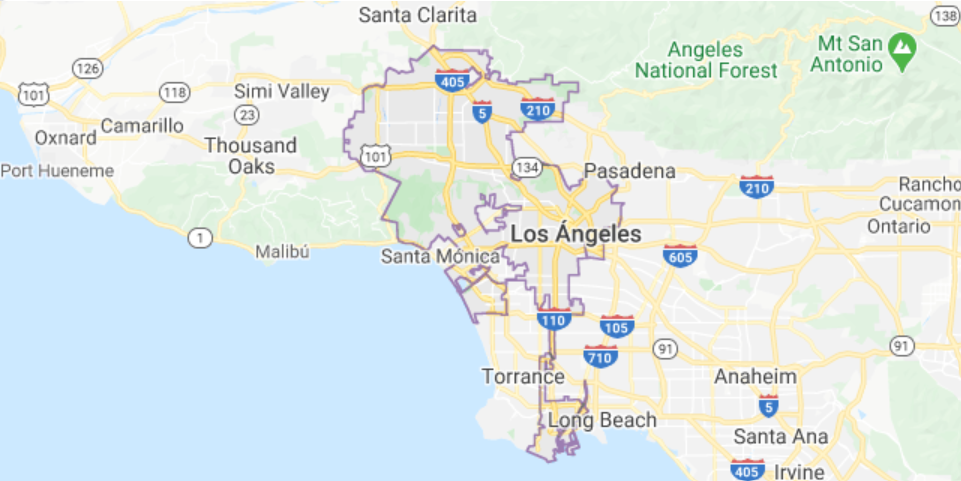 Santa Clarita
138
Angeles
National Forest
Mt San
Antonio
126
405
101
118
Simi Valley
5
210
23
Oxnard
Camarillo
Thousand
Oaks
101
134
Port Hueneme
Pasadena
210
Rancho
Cucamon
Ontario
1
Malibú
Santa Mónica
Los Ángeles
605
110
105
710
91
91
Torrance
Anaheim
5
Long Beach
Santa Ana
405
Irvine